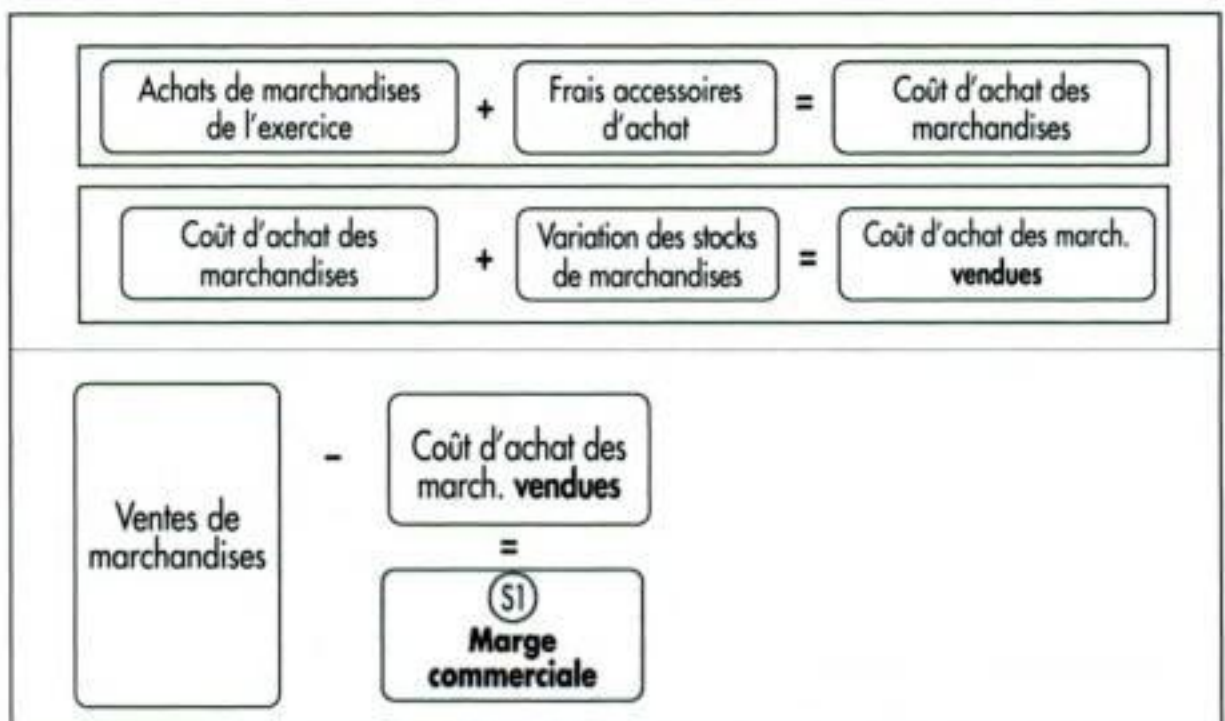 Achats de marchandises
de l'exercice
+
Frais accessoires
d'achat
=
Coût d'achat des
marchandises
Coût d'achat des
marchandises
+
Variation des stocks
de marchandises
=
Coût d'achat des march.
vendues
Ventes de
marchandises
-
Coût d'achat des
march. vendues
=
S1
Marge
commerciale